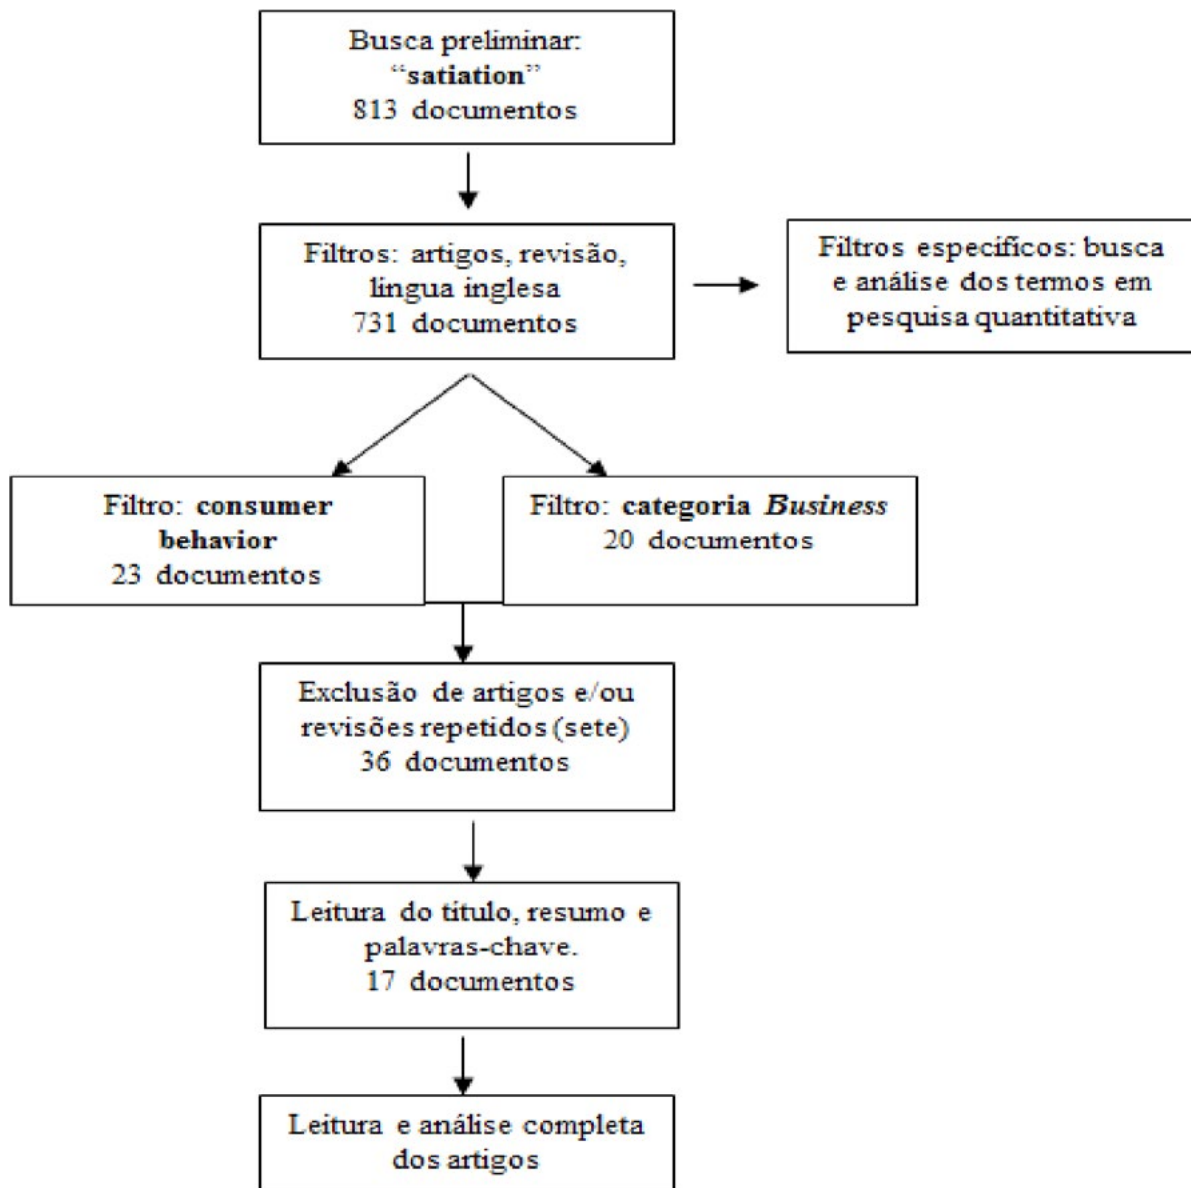 Busca preliminar:
“satiation”
813 documentos
Filtros: artigos, revisão,
língua inglesa
731 documentos
Filtros específicos: busca
e análise dos termos em
pesquisa quantitativa
Filtro: consumer
behavior
23 documentos
Filtro: categoria Business
20 documentos
Exclusão de artigos e/ou
revisões repetidos (sete)
36 documentos
Leitura do título, resumo e
palavras-chave.
17 documentos
Leitura e análise completa
dos artigos